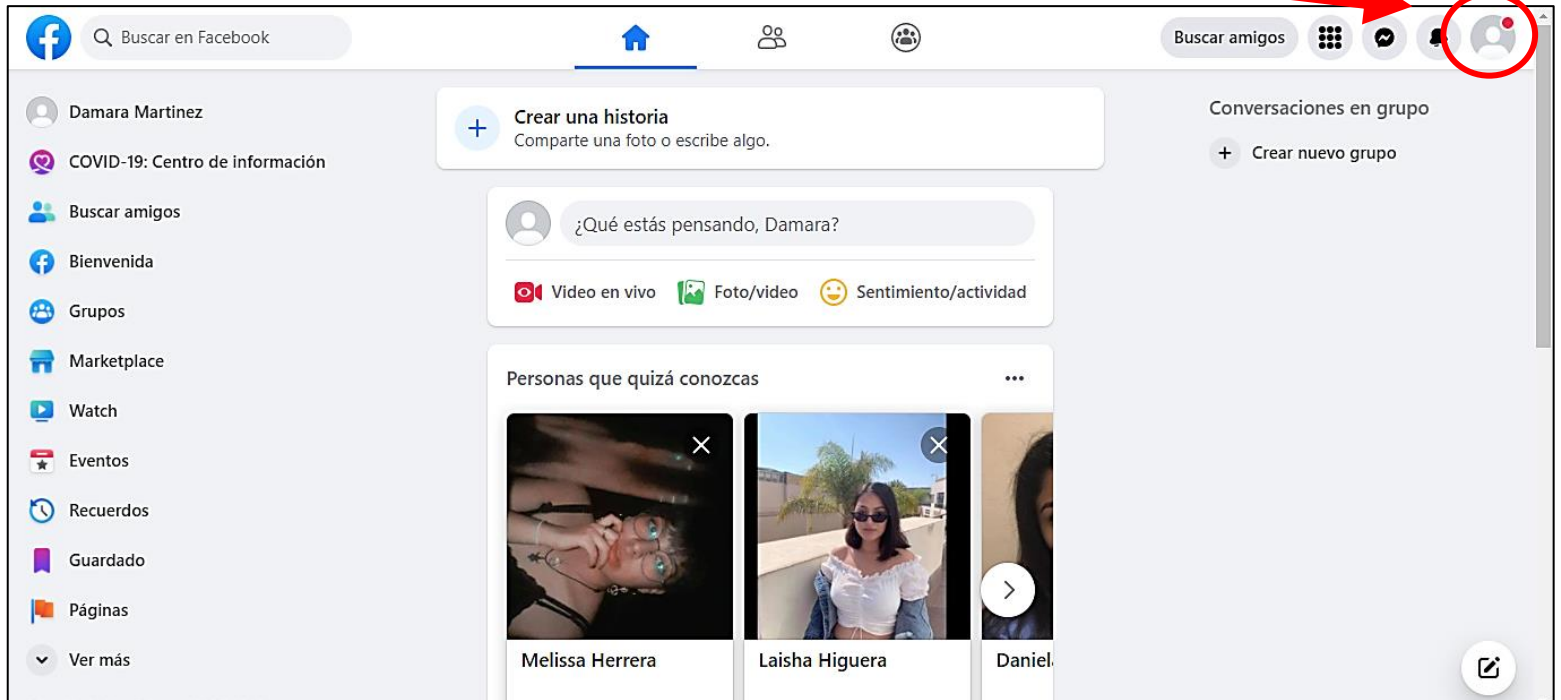 Buscar en Facebook
Buscar amigos
Damara Martinez
COVID-19: Centro de información
Buscar amigos
Bienvenida
Grupos
Marketplace
Watch
Eventos
Recuerdos
Guardado
Páginas
Ver más
Crear una historia
Comparte una foto o escribe algo.
¿Qué estás pensando, Damara?
Video en vivo Foto/video Sentimiento/actividad
Personas que quizá conozcas
Melissa Herrera
Laisha Higuera
Daniel
Conversaciones en grupo
Crear nuevo grupo